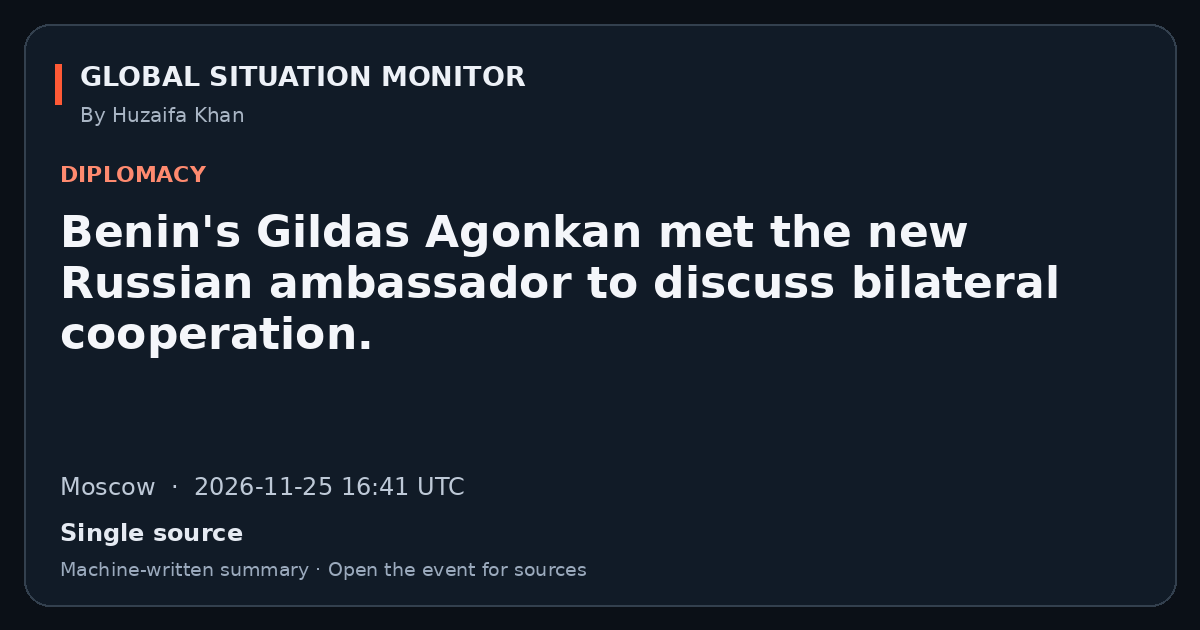 GLOBAL SITUATION MONITOR
By Huzaifa Khan
DIPLOMACY
Benin's Gildas Agonkan met the new
Russian ambassador to discuss bilateral
cooperation.
Moscow · 2026-11-25 16:41 UTC
Single source
Machine-written summary · Open the event for sources